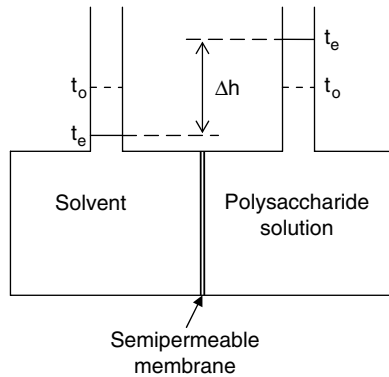 t_e
t_o
Δh
t_o
t_e
Solvent
Polysaccharide
solution
Semipermeable
membrane